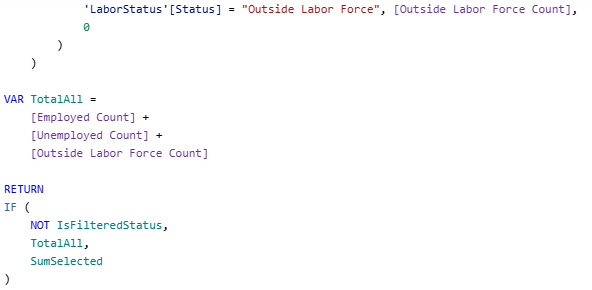 'LaborStatus'[Status] = "Outside Labor Force", [Outside Labor Force Count],
0
)
)
VAR TotalAll =
[Employed Count] +
[Unemployed Count] +
[Outside Labor Force Count]
RETURN
IF (
NOT IsFilteredStatus,
TotalAll,
SumSelected
)